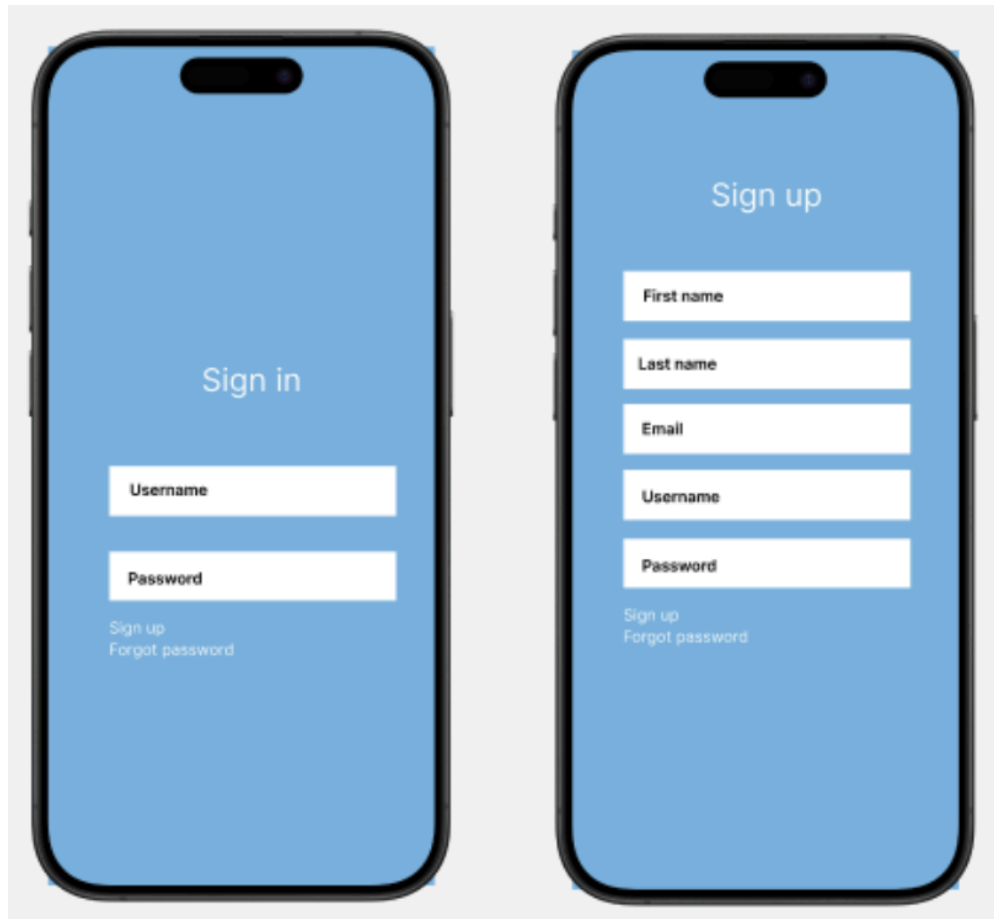 Sign in
Username
Password
Sign up
Forgot password
Sign up
First name
Last name
Email
Username
Password
Sign up
Forgot password